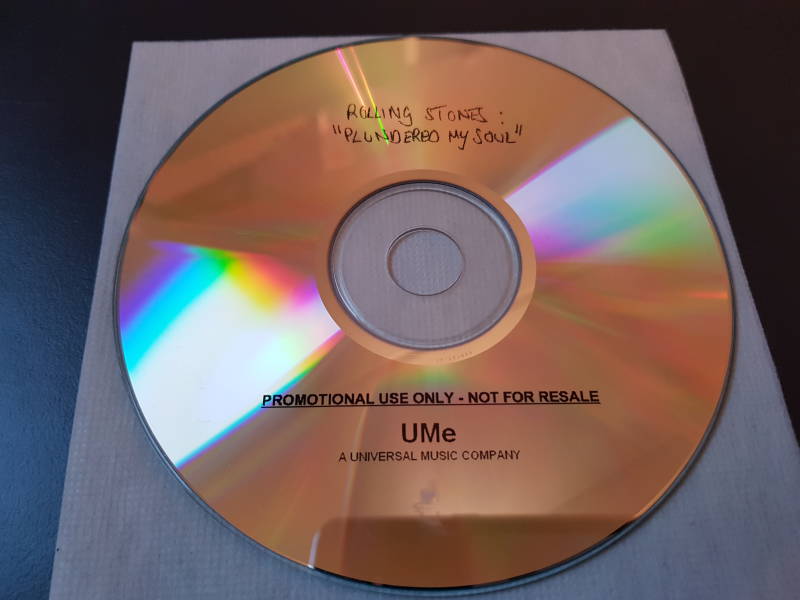 ROLLING STONES:
"PLUNDERED MY SOUL"
PROMOTIONAL USE ONLY - NOT FOR RESALE
UMe
A UNIVERSAL MUSIC COMPANY